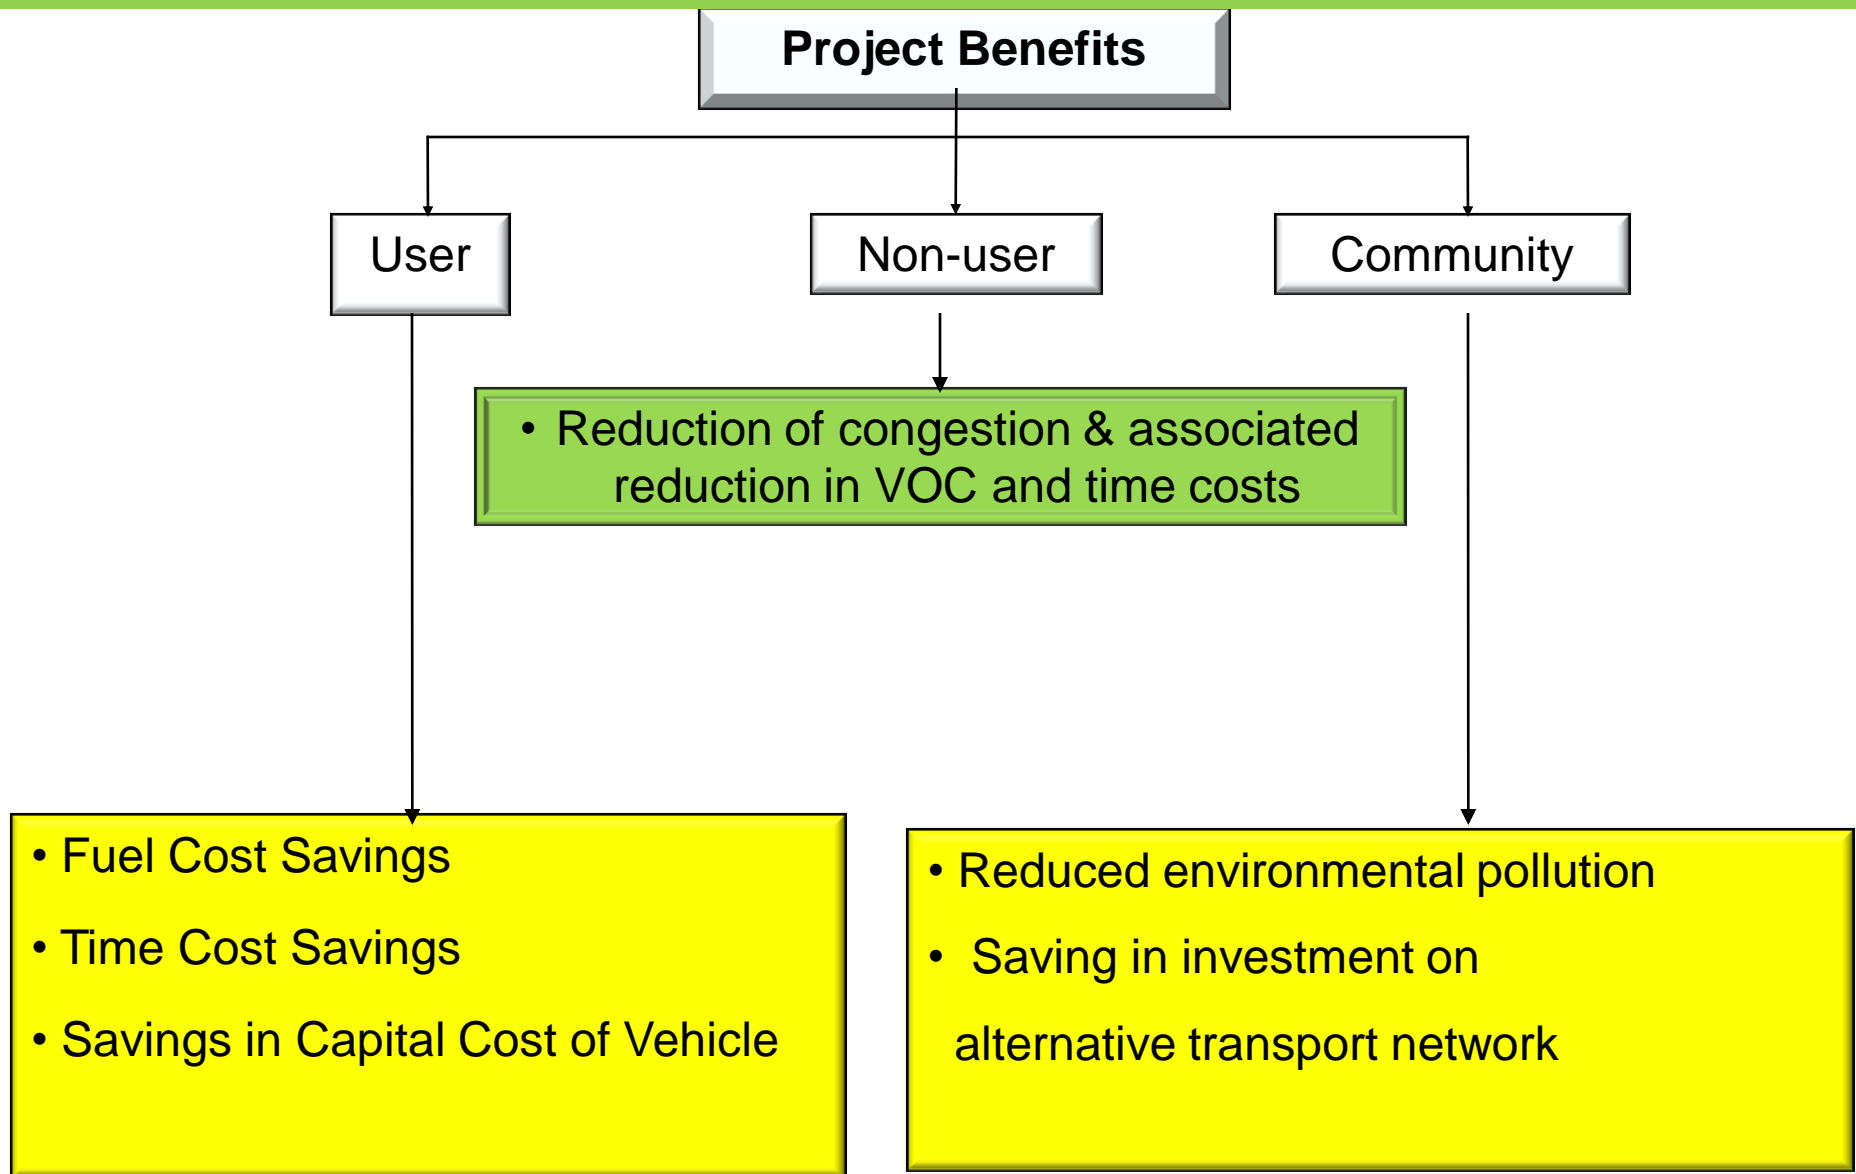 Project Benefits
User
Non-user
Community
• Reduction of congestion & associated
reduction in VOC and time costs
• Fuel Cost Savings
• Time Cost Savings
• Savings in Capital Cost of Vehicle
• Reduced environmental pollution
• Saving in investment on
alternative transport network